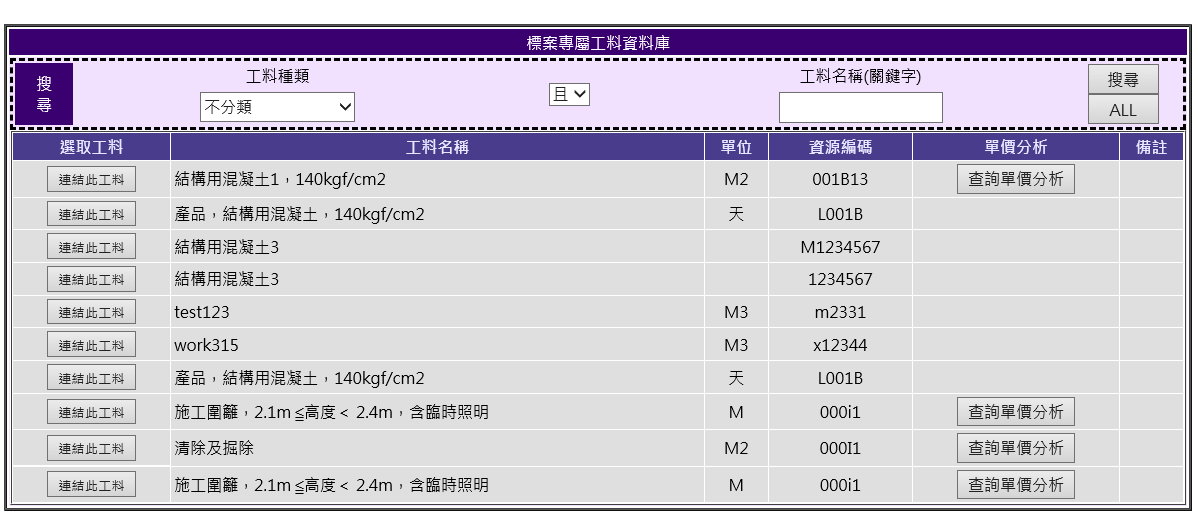 標案專屬工料資料庫
搜尋 工料種類 不分類 且 工料名稱(關鍵字) 搜尋 ALL
選取工料 工料名稱 單位 資源編碼 單價分析 備註
連結此工料 結構用混凝土1，140kgf/cm2 M2 001B13 查詢單價分析
連結此工料 產品，結構用混凝土，140kgf/cm2 天 L001B
連結此工料 結構用混凝土3 M1234567
連結此工料 結構用混凝土3 1234567
連結此工料 test123 M3 m2331
連結此工料 work315 M3 x12344
連結此工料 產品，結構用混凝土，140kgf/cm2 天 L001B
連結此工料 施工圍籬，2.1m ≦高度＜ 2.4m，含臨時照明 M 000i1 查詢單價分析
連結此工料 清除及掘除 M2 000I1 查詢單價分析
連結此工料 施工圍籬，2.1m ≦高度＜ 2.4m，含臨時照明 M 000i1 查詢單價分析